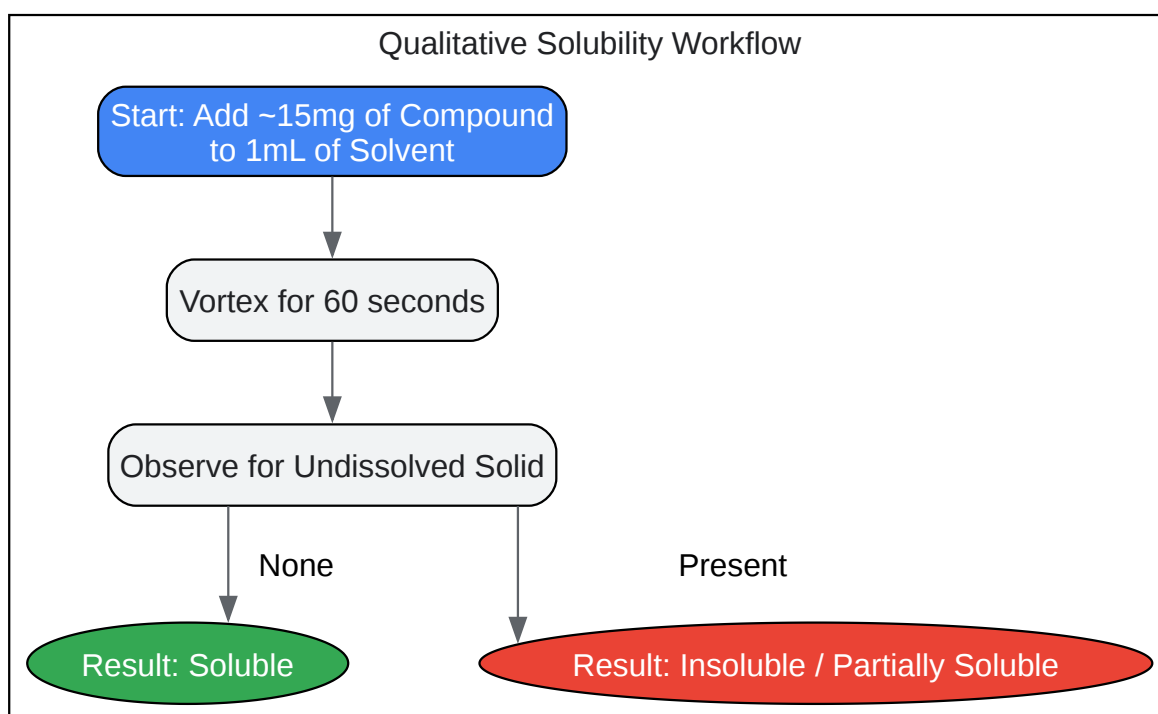 Qualitative Solubility Workflow
Start: Add ~15mg of Compound
to 1mL of Solvent
Vortex for 60 seconds
Observe for Undissolved Solid
None
Present
Result: Soluble
Result: Insoluble / Partially Soluble